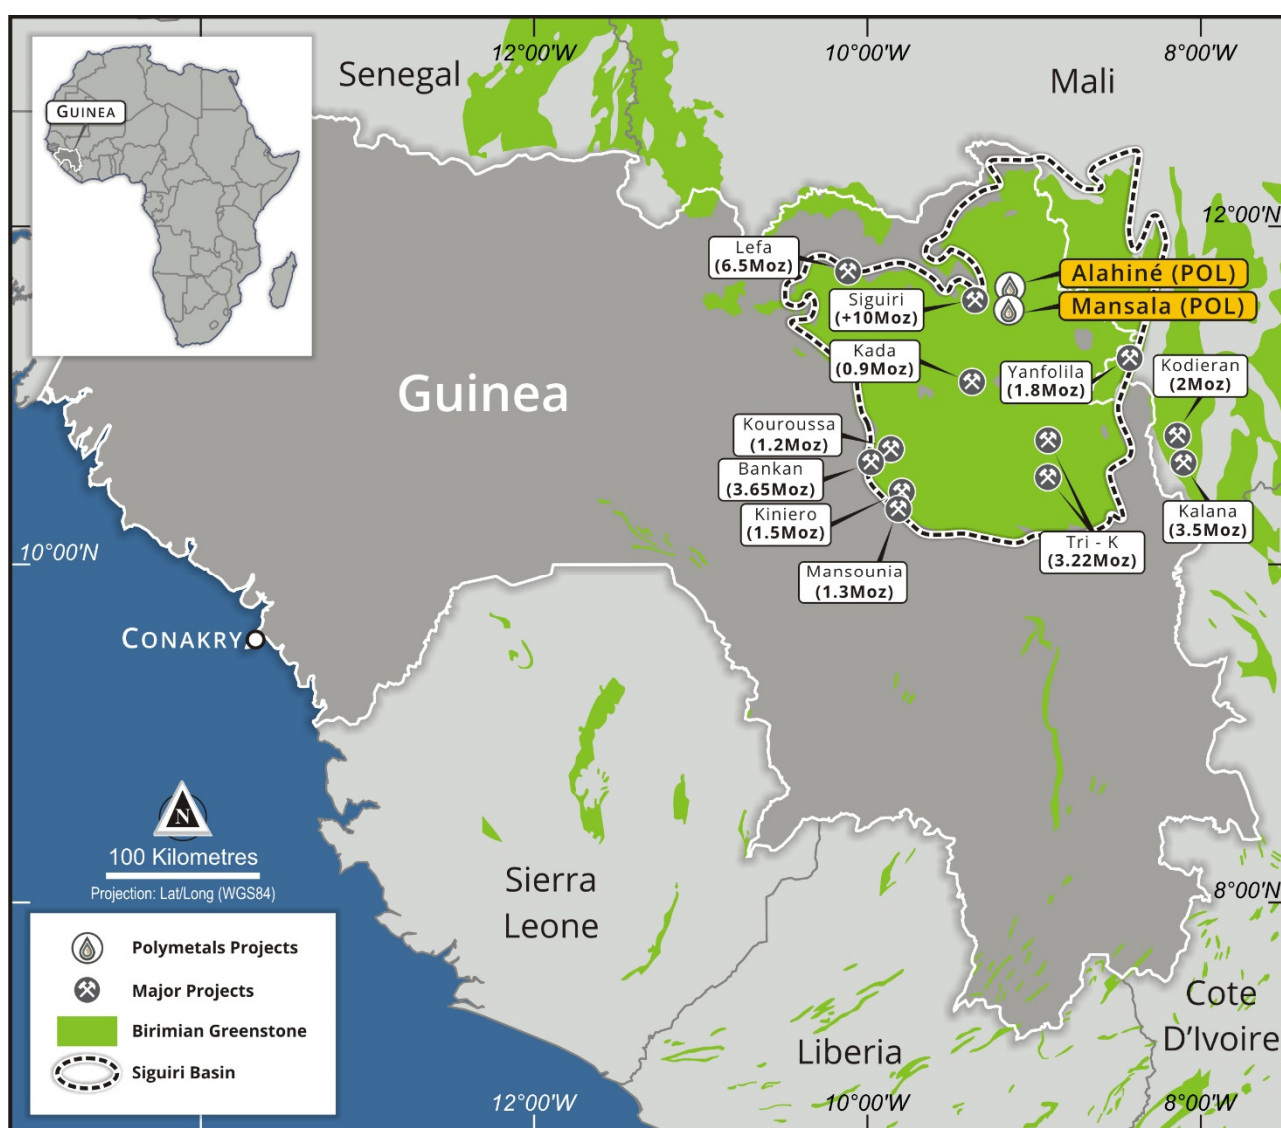 12°00'W
10°00'W
8°00'W
Senegal
Mali
GUINEA
12°00'N
Lefa
(6.5Moz)
Siguiri
(+10Moz)
Alahiné (POL)
Mansala (POL)
Kada
(0.9Moz)
Yanfolila
(1.8Moz)
Kodieran
(2Moz)
Guinea
Kouroussa
(1.2Moz)
Bankan
(3.65Moz)
Kiniero
(1.5Moz)
Kalana
(3.5Moz)
Tri - K
(3.22Moz)
Mansounia
(1.3Moz)
10°00'N
CONAKRY
N
100 Kilometres
Projection: Lat/Long (WGS84)
Sierra
Leone
8°00'N
Polymetals Projects
Major Projects
Birimian Greenstone
Siguiri Basin
Cote
D'Ivoire
Liberia
12°00'W
10°00'W
8°00'W